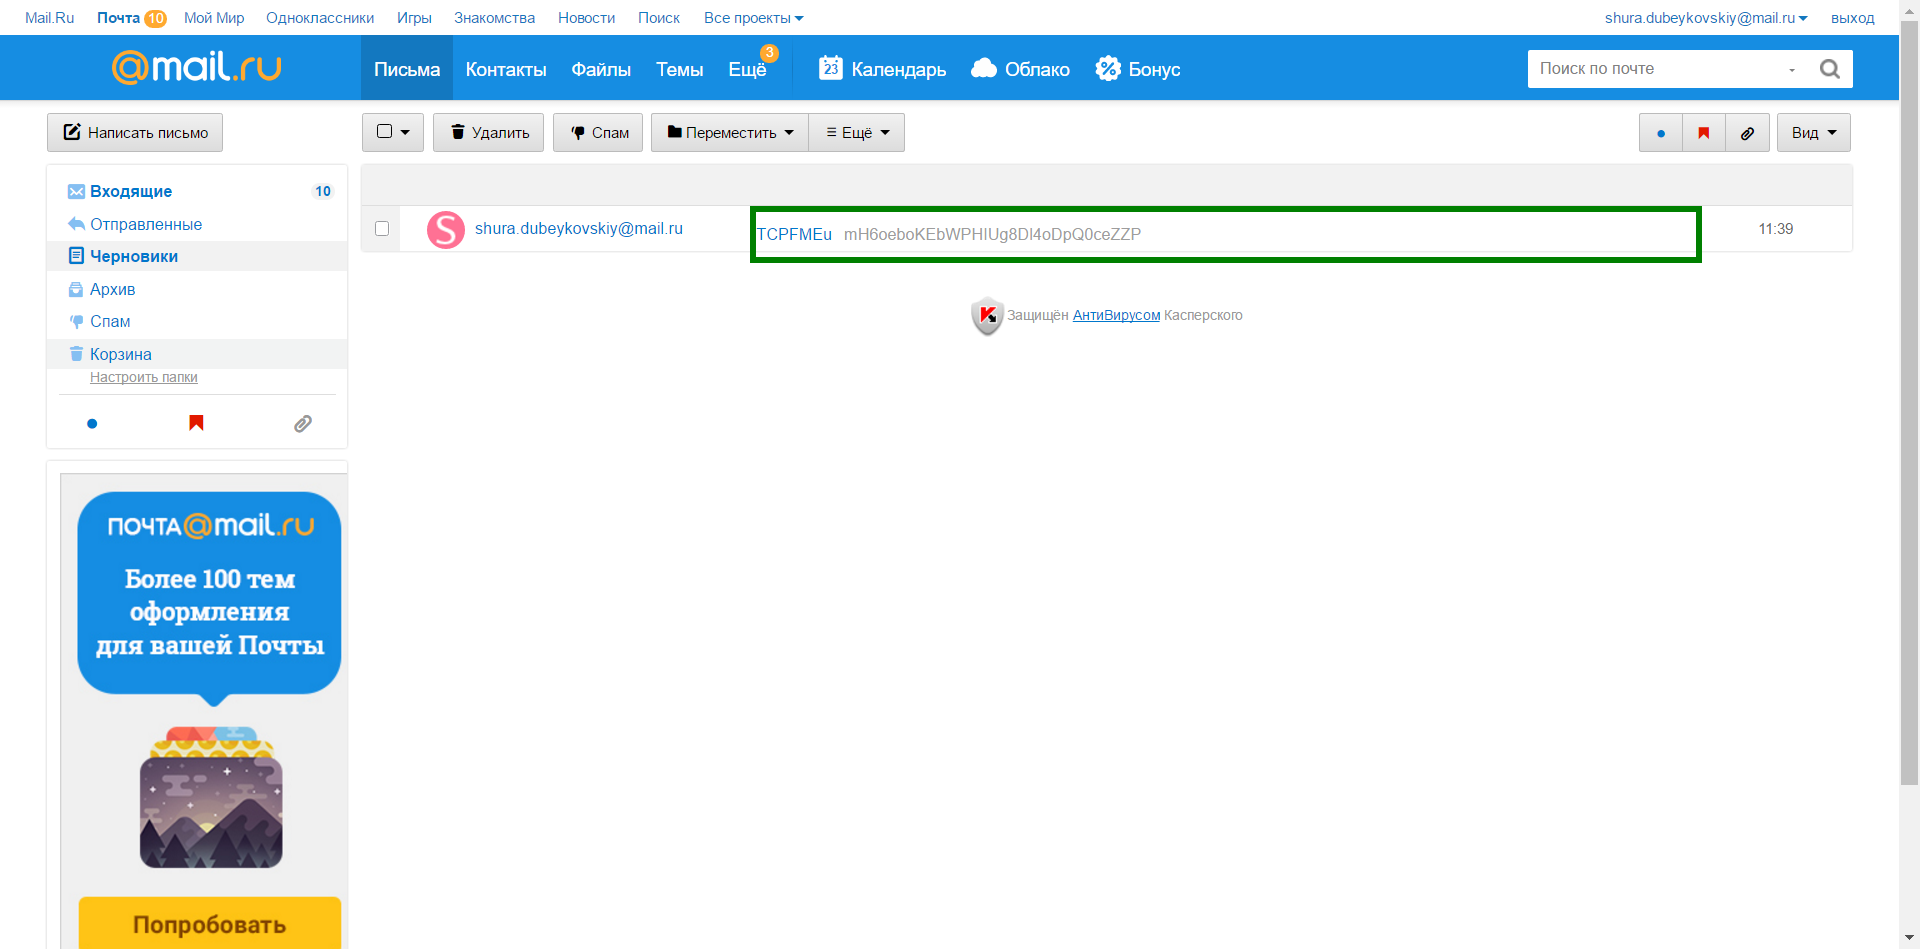 Mail.Ru Почта 10 Мой Мир Одноклассники Игры Знакомства Новости Поиск Все проекты shura.dubeykovskiy@mail.ru выход
@mail.ru Письма Контакты Файлы Темы Ещё 3 23 Календарь Облако Бонус Поиск по почте
Написать письмо Удалить Спам Переместить Ещё Вид
Входящие 10
Отправленные
Черновики
Архив
Спам
Корзина
Настроить папки
S shura.dubeykovskiy@mail.ru TCPFMEu mH6oeboKEbWPHIUg8Dl4oDpQ0ceZZP 11:39
Защищён АнтиВирусом Касперского
ПОЧТА@mail.ru
Более 100 тем
оформления
для вашей Почты
Попробовать